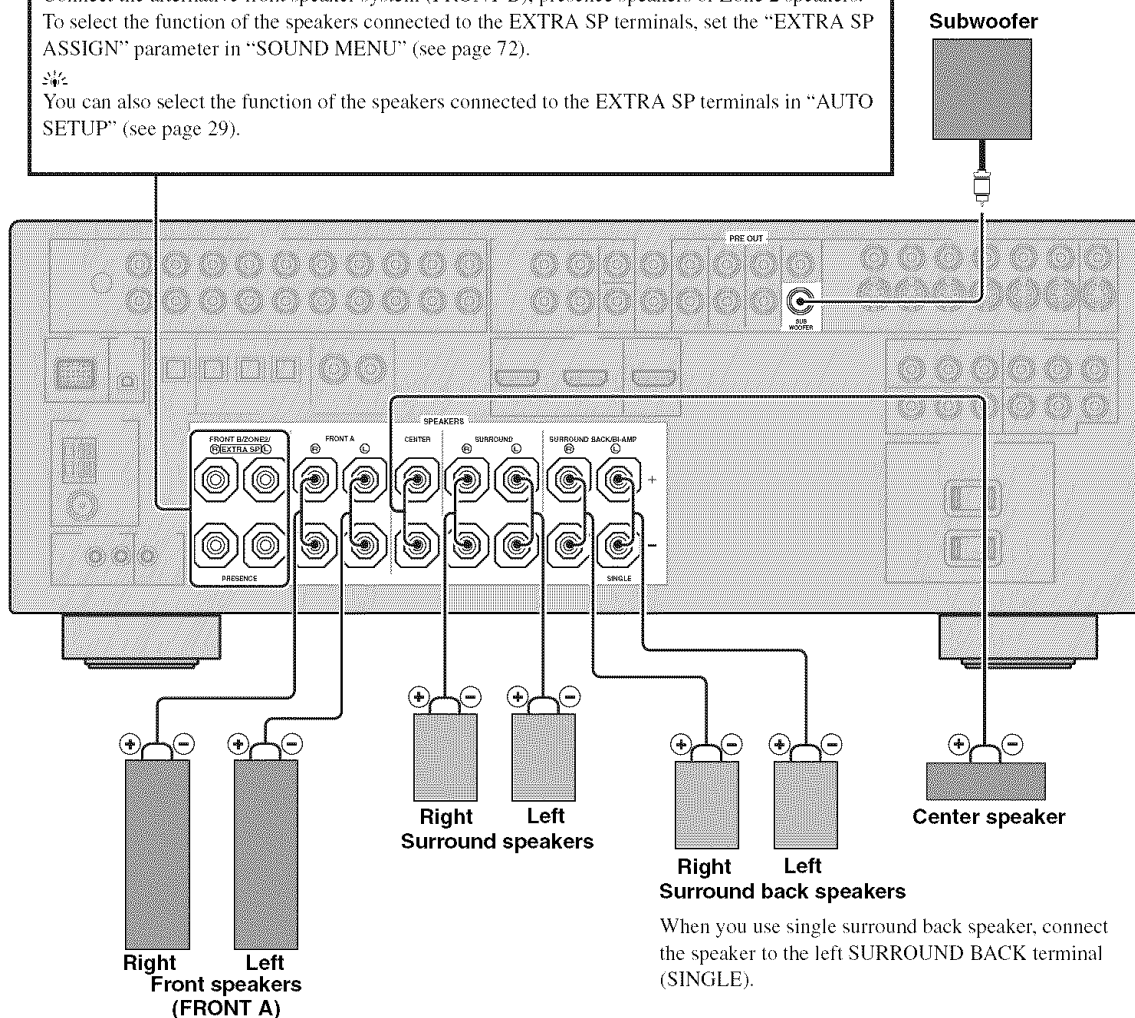 To select the function of the speakers connected to the EXTRA SP terminals, set the “EXTRA SP
ASSIGN” parameter in “SOUND MENU” (see page 72).
You can also select the function of the speakers connected to the EXTRA SP terminals in “AUTO
SETUP” (see page 29).
Subwoofer
PRE OUT
SUB
WOOFER
SPEAKERS
FRONT B/ZONE2/
R EXTRA SP L
FRONT A
R L
CENTER
SURROUND
R L
SURROUND BACK/BI-AMP
R L
+
–
PRESENCE
SINGLE
+ –
+ –
Right Left
Front speakers
(FRONT A)
+ –
+ –
Right Left
Surround speakers
+ –
+ –
Right Left
Surround back speakers
When you use single surround back speaker, connect
the speaker to the left SURROUND BACK terminal
(SINGLE).
+ –
Center speaker